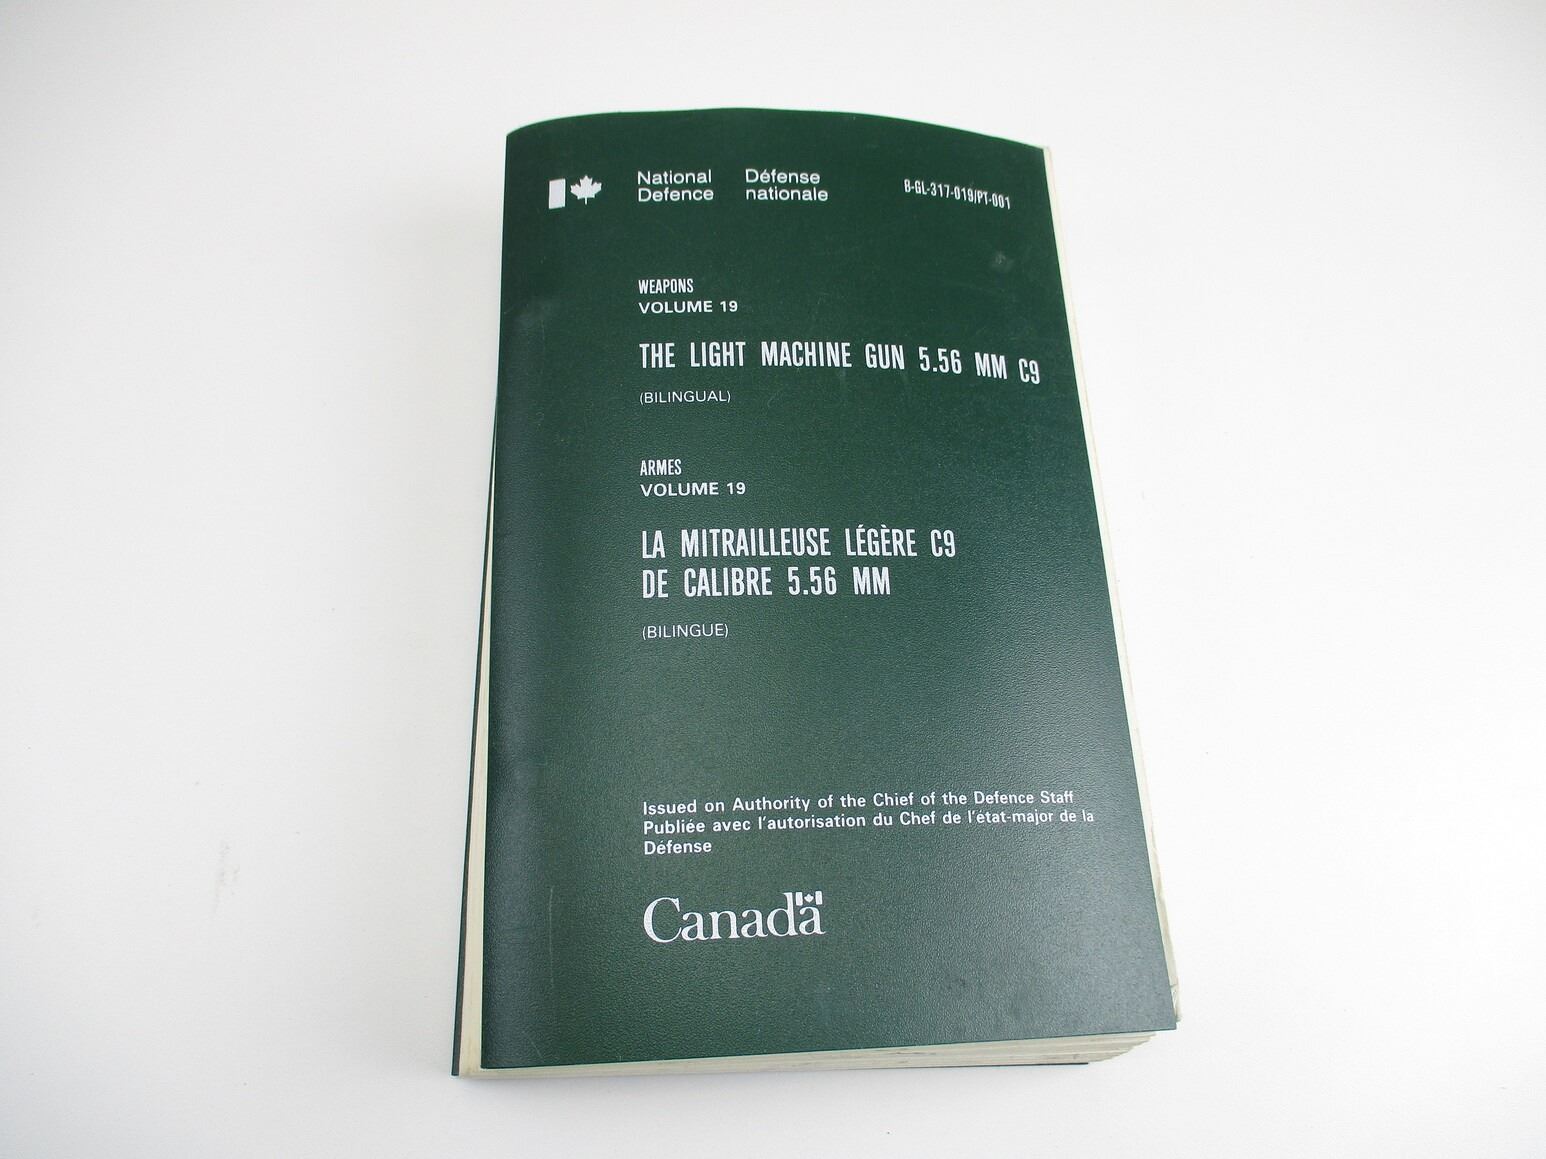 National Defence
Défense nationale
B-GL-317-019/PT-001
WEAPONS
VOLUME 19
THE LIGHT MACHINE GUN 5.56 MM C9
(BILINGUAL)
ARMES
VOLUME 19
LA MITRAILLEUSE LÉGÈRE C9
DE CALIBRE 5.56 MM
(BILINGUE)
Issued on Authority of the Chief of the Defence Staff
Publiée avec l'autorisation du Chef de l'état-major de la
Défense
Canada